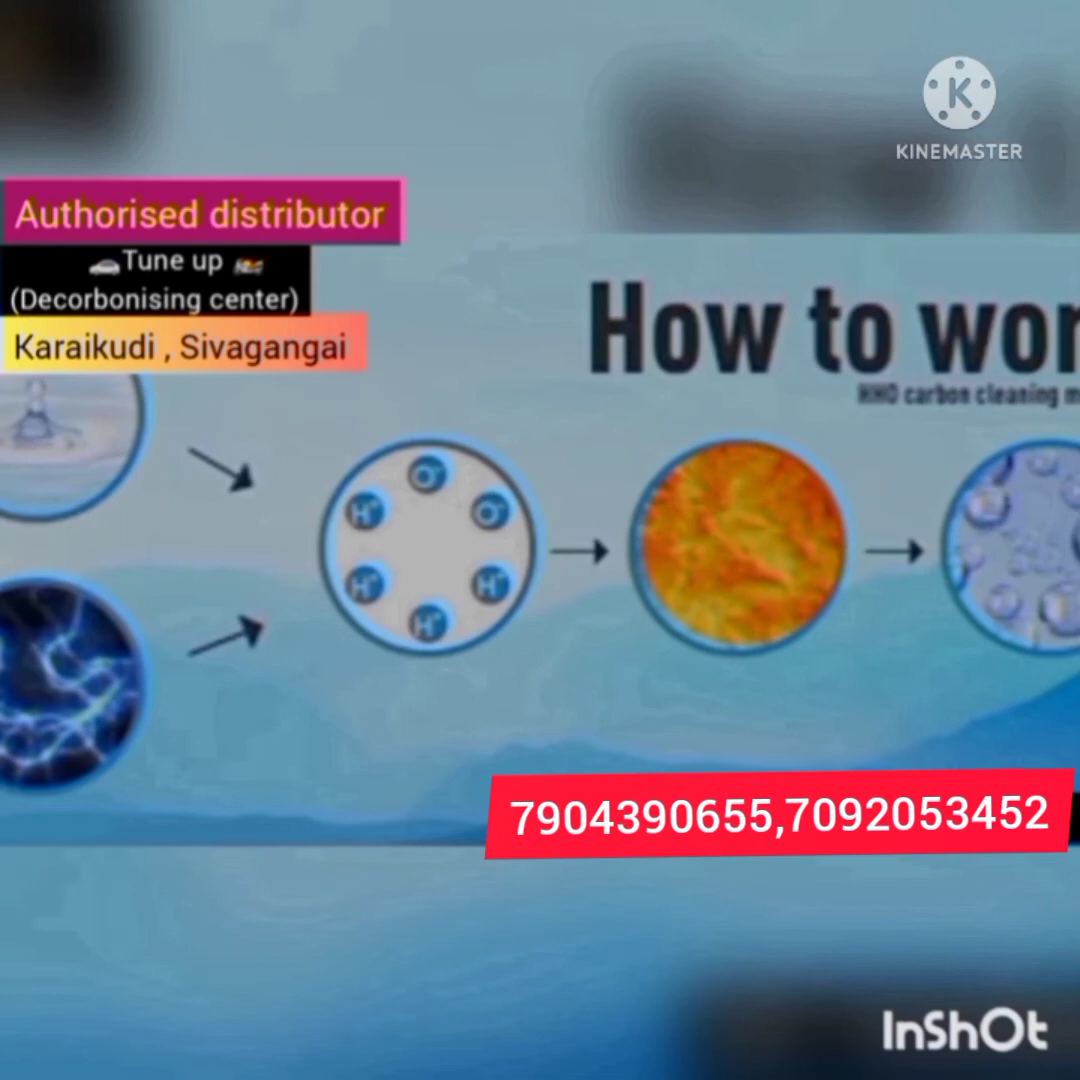 K
KINEMASTER
Authorised distributor
Tune up
(Decorbonising center)
Karaikudi , Sivagangai
How to wor
HHO carbon cleaning m
O⁻
H⁺
O⁻
H⁺
H⁺
H⁺
7904390655,7092053452
InShOt